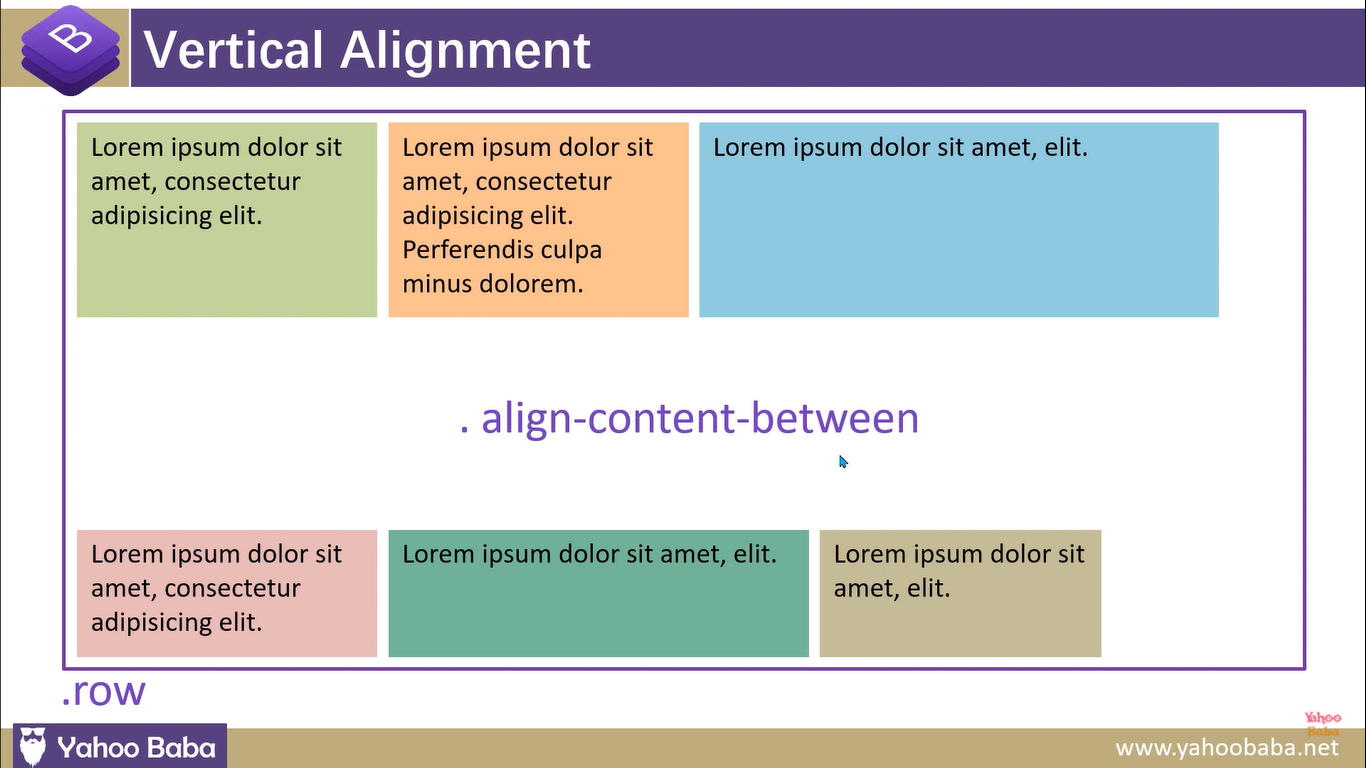 B
Vertical Alignment
Lorem ipsum dolor sit
amet, consectetur
adipisicing elit.
Lorem ipsum dolor sit
amet, consectetur
adipisicing elit.
Perferendis culpa
minus dolorem.
Lorem ipsum dolor sit amet, elit.
. align-content-between
Lorem ipsum dolor sit
amet, consectetur
adipisicing elit.
Lorem ipsum dolor sit amet, elit.
Lorem ipsum dolor sit
amet, elit.
.row
Yahoo Baba
Yahoo
Baba
www.yahoobaba.net